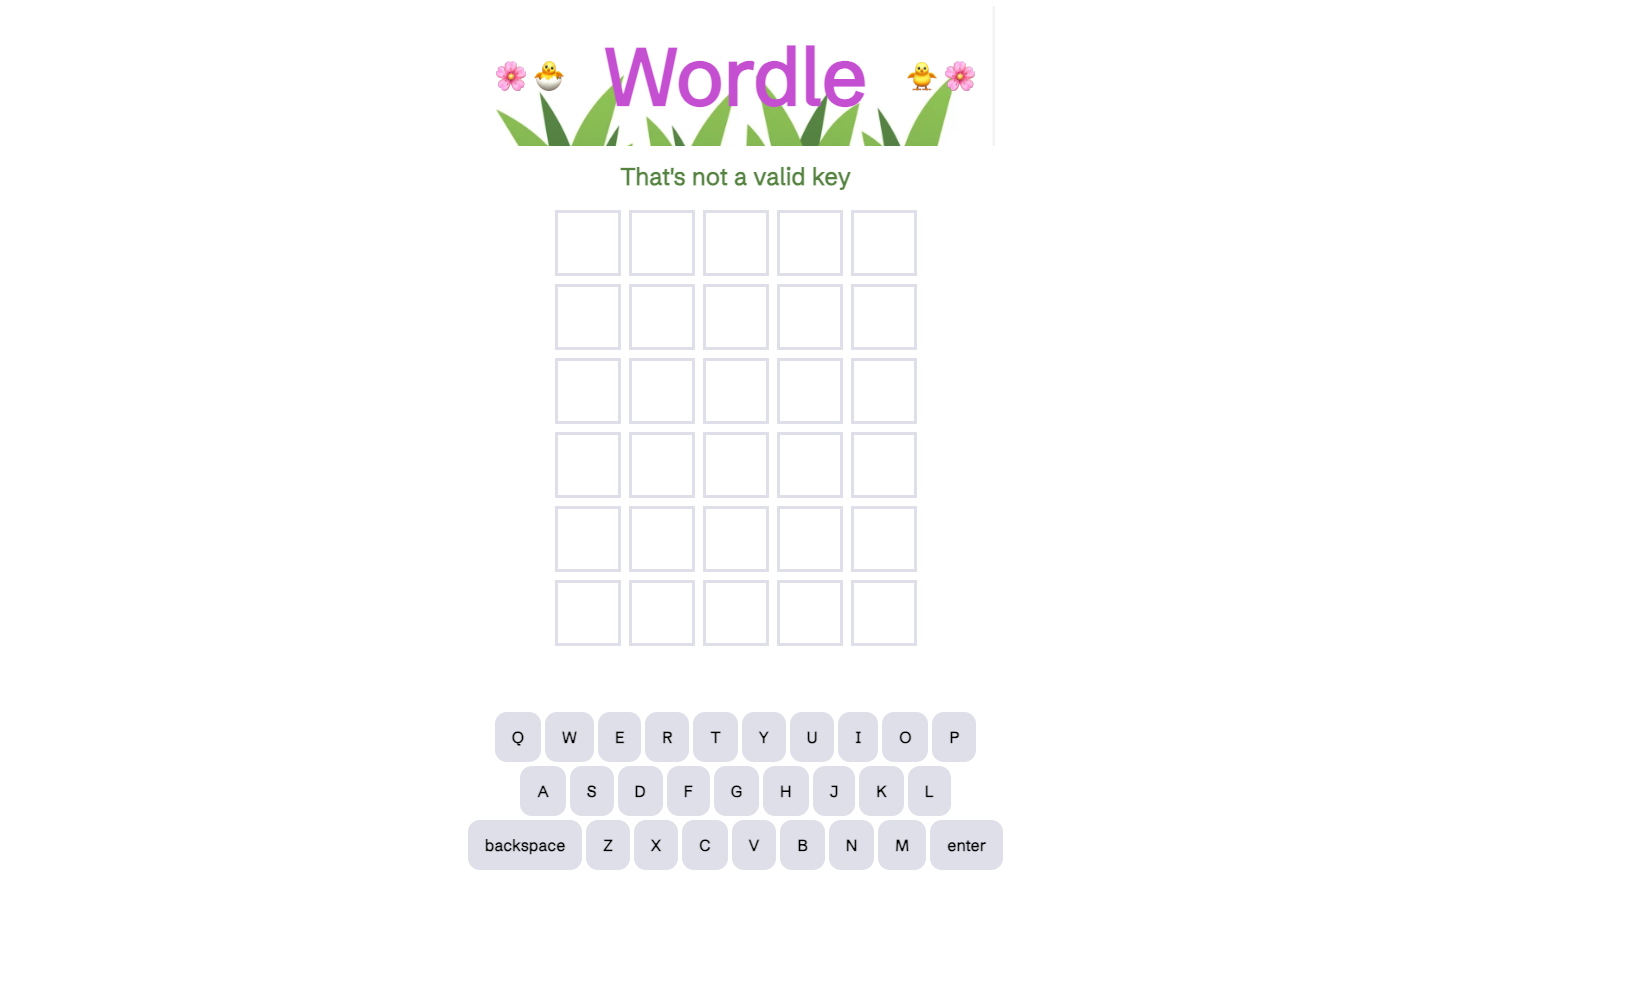 Wordle
That's not a valid key
Q W E R T Y U I O P
A S D F G H J K L
backspace Z X C V B N M enter